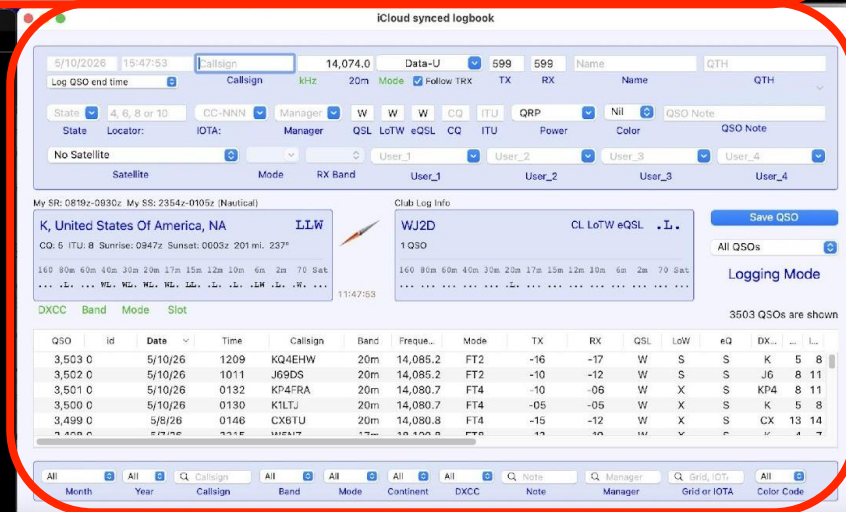 iCloud synced logbook
5/10/2026 15:47:53 Callsign 14,074.0 Data-U 599 599 Name QTH
Log QSO end time Callsign kHz 20m Mode Follow TRX TX RX Name QTH
State 4, 6, 8 or 10 CC-NNN Manager W W W CQ ITU QRP Nil QSO Note
State Locator: IOTA: Manager QSL LoTW eQSL CQ ITU Power Color QSO Note
No Satellite User_1 User_2 User_3 User_4
Satellite Mode RX Band User_1 User_2 User_3 User_4
My SR: 0819z-0930z My SS: 2354z-0105z (Nautical) Club Log Info
K, United States Of America, NA LLW WJ2D CL LoTW eQSL .L. Save QSO
CQ: 5 ITU: 8 Sunrise: 0947z Sunset: 0003z 201 mi. 237° 1 QSO All QSOs
160 80m 60m 40m 30m 20m 17m 15m 12m 10m 6m 2m 70 Sat 160 80m 60m 40m 30m 20m 17m 15m 12m 10m 6m 2m 70 Sat Logging Mode
... .L. ... WL. WL. WL. WL. LL. .L. .L. .LW .L. .W. ... ... ... ... ... ... .L. ... ... ... ... ... ... ... ...
11:47:53
DXCC Band Mode Slot 3503 QSOs are shown
QSO id Date Time Callsign Band Freque... Mode TX RX QSL LoW eQ DX... ... I...
3,503 0 5/10/26 1209 KQ4EHW 20m 14,085.2 FT2 -16 -17 W S S K 5 8
3,502 0 5/10/26 1011 J69DS 20m 14,085.2 FT2 -10 -12 W S S J6 8 11
3,501 0 5/10/26 0132 KP4FRA 20m 14,080.7 FT4 -10 -06 W X S KP4 8 11
3,500 0 5/10/26 0130 K1LTJ 20m 14,080.7 FT4 -05 -05 W X S K 5 8
3,499 0 5/8/26 0146 CX6TU 20m 14,080.8 FT4 -15 -12 W X S CX 13 14
All All Callsign All All All All Note Manager Grid, IOT. All
Month Year Callsign Band Mode Continent DXCC Note Manager Grid or IOTA Color Code